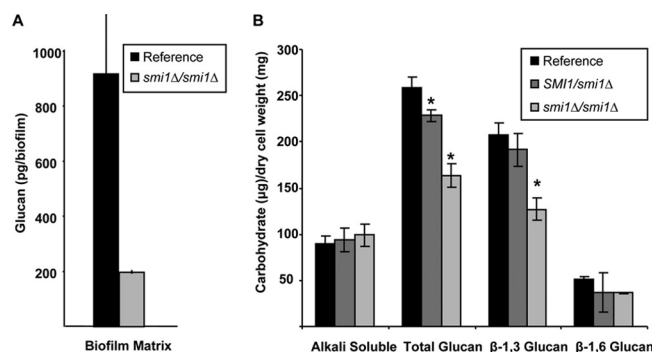 A
Glucan (pg/biofilm)
1000
800
600
400
200
Reference
smi1Δ/smi1Δ
Biofilm Matrix
B
Carbohydrate (µg)/dry cell weight (mg)
300
250
200
150
100
50
Reference
SMI1/smi1Δ
smi1Δ/smi1Δ
* * *
Alkali Soluble Total Glucan β-1.3 Glucan β-1.6 Glucan